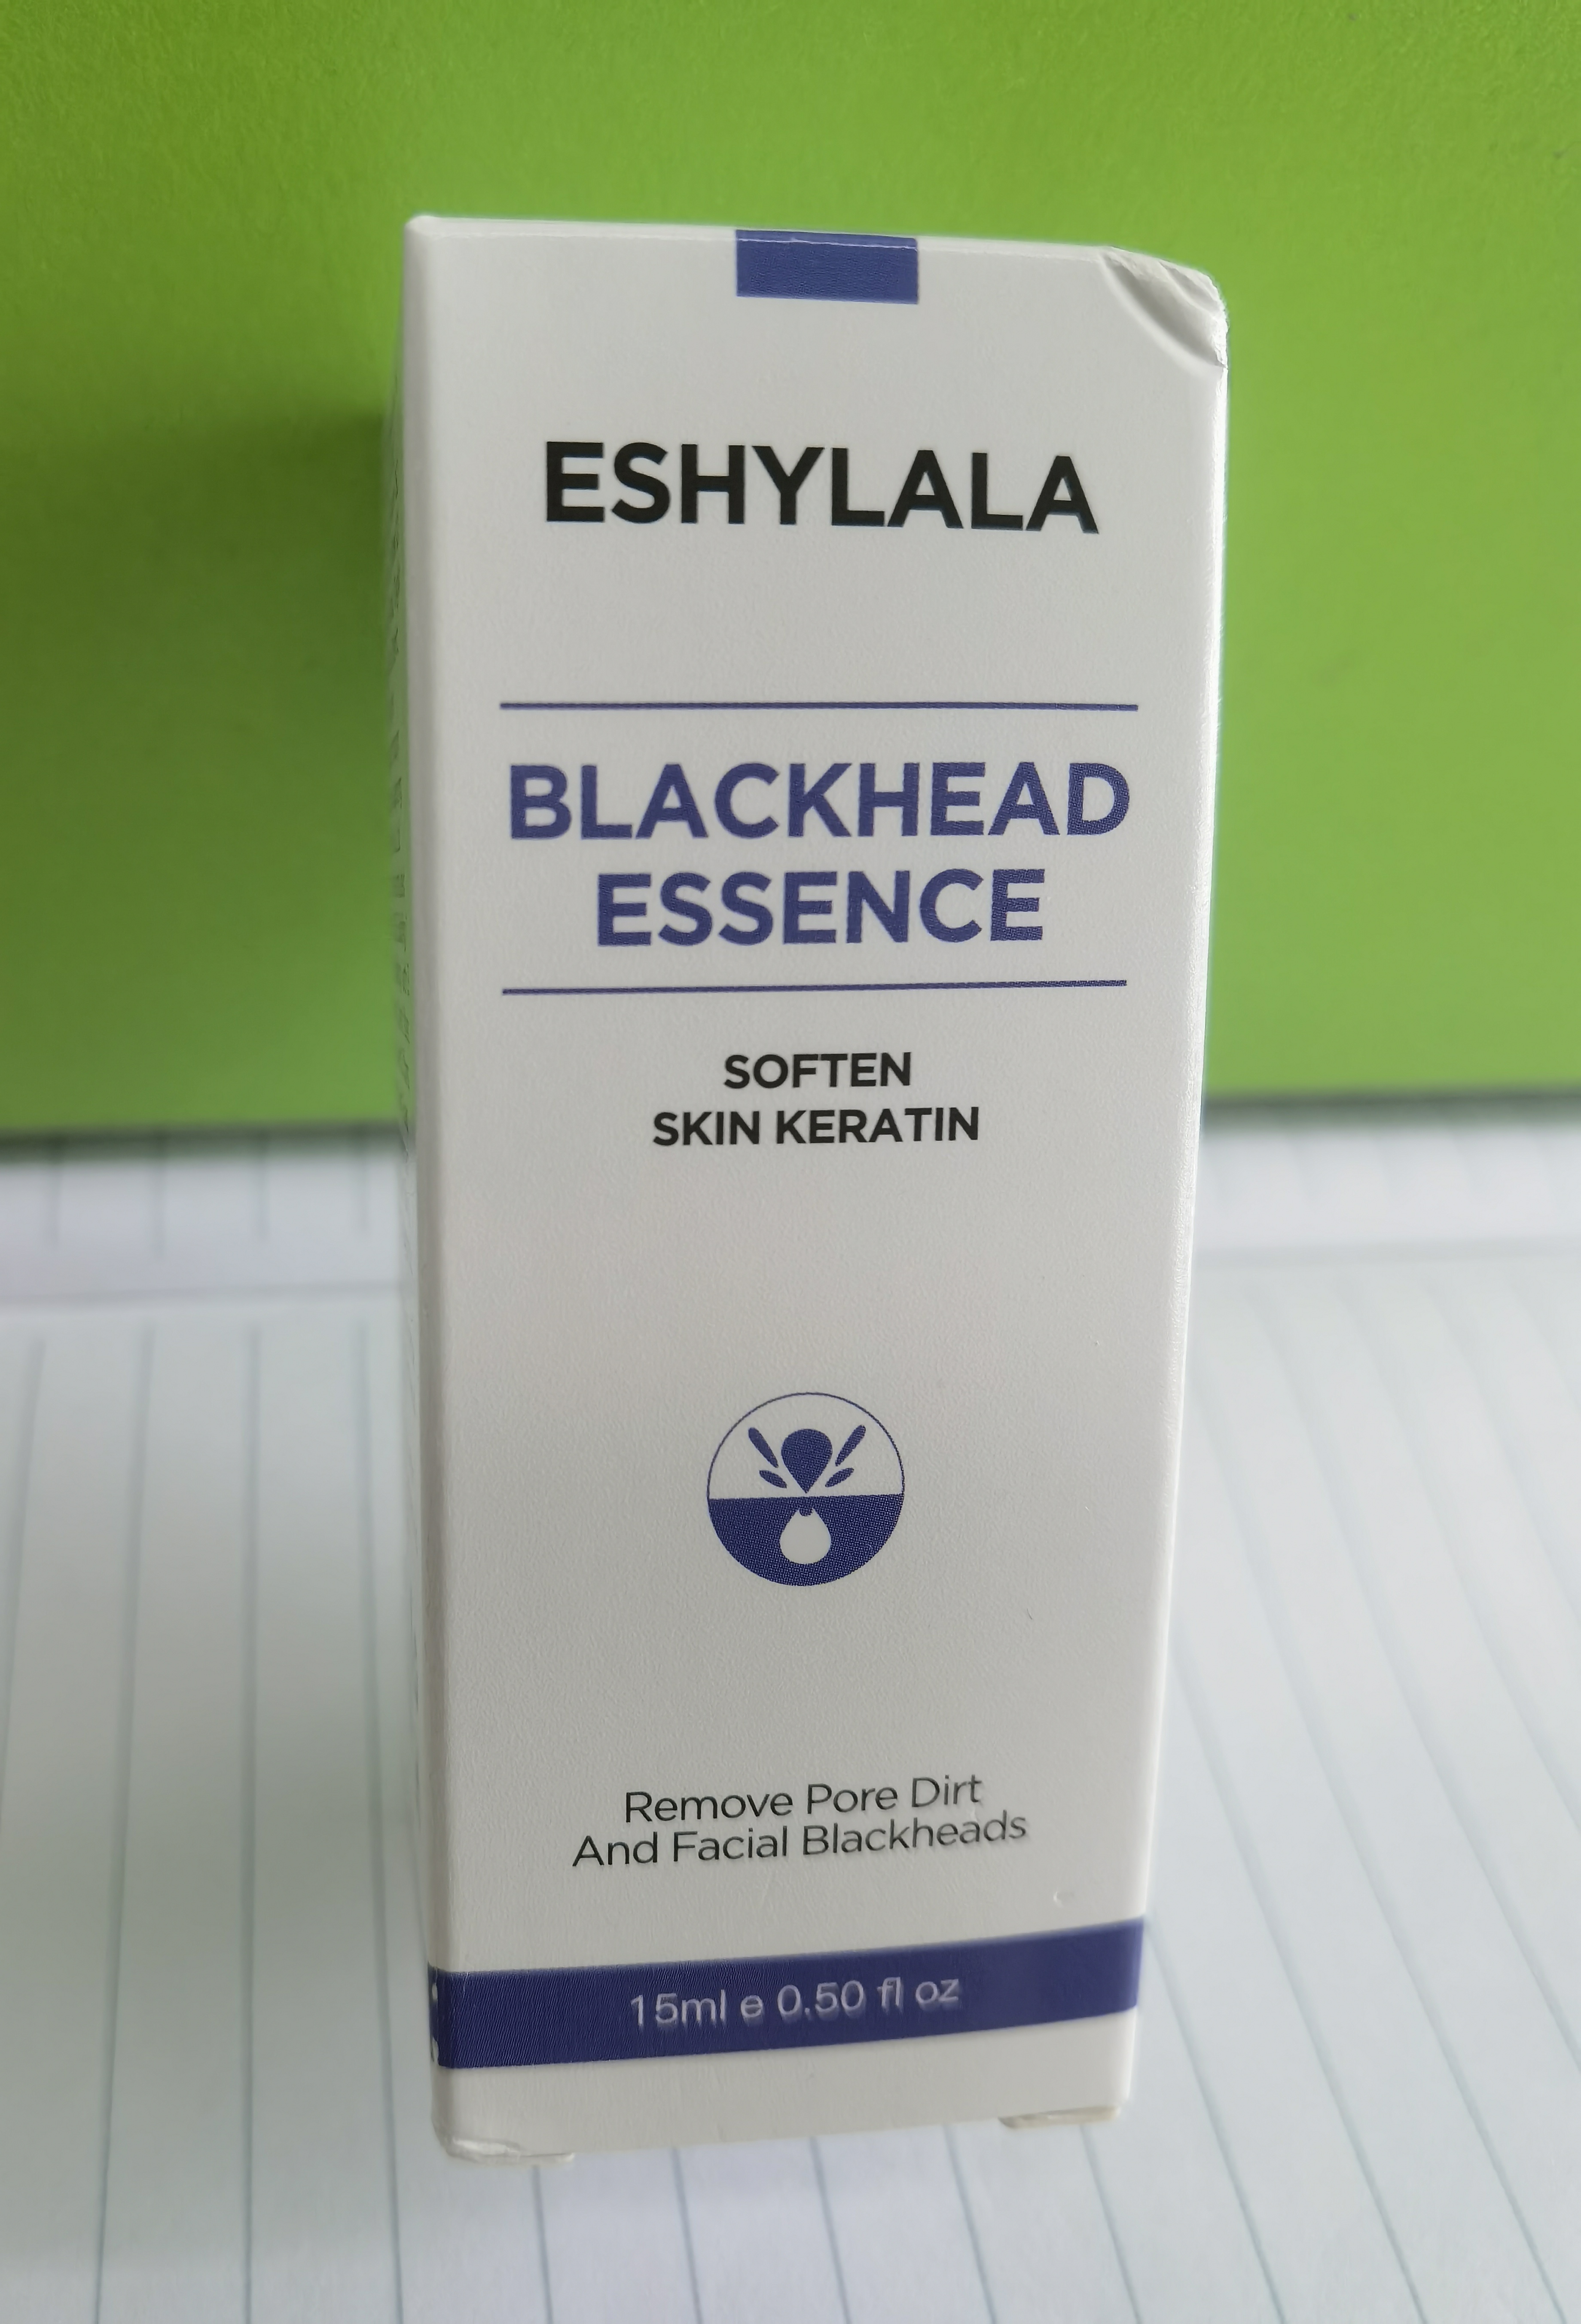 ESHYLALA
BLACKHEAD
ESSENCE
SOFTEN
SKIN KERATIN
Remove Pore Dirt
And Facial Blackheads
15ml e 0.50 fl oz